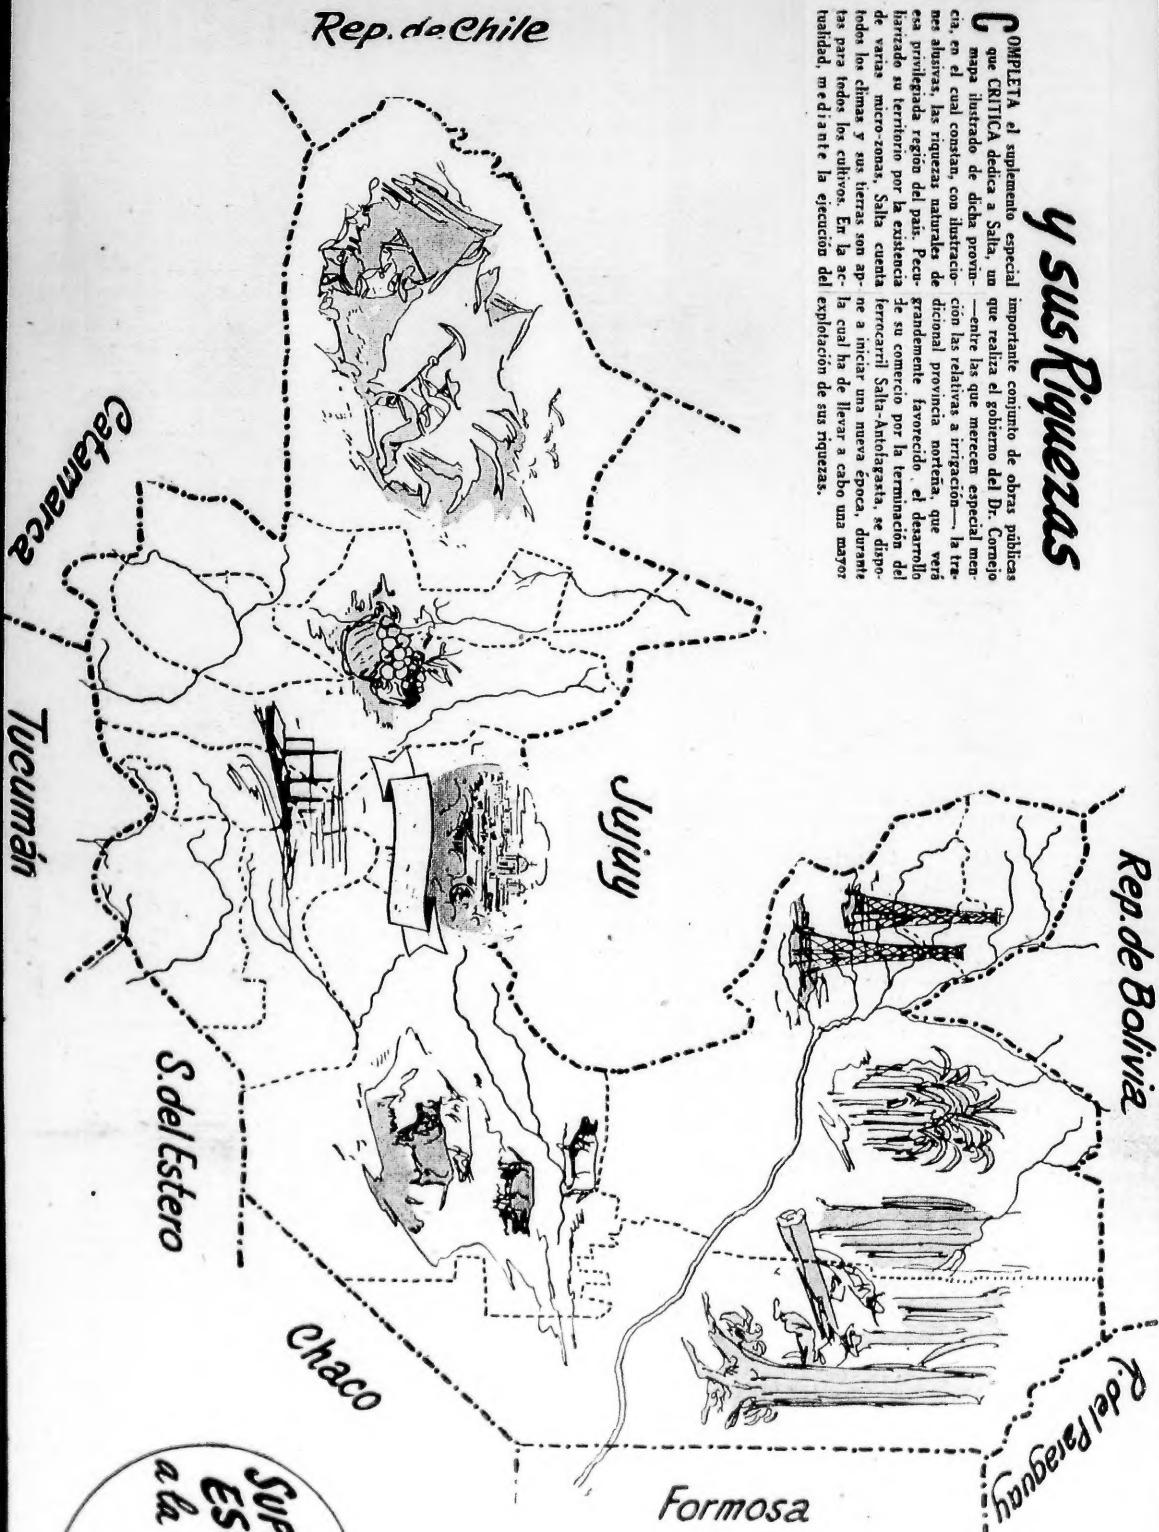 y sus Riquezas
COMPLETA el suplemento especial
que CRITICA dedica a Salta, un
mapa ilustrado de dicha provin-
cia, en el cual constan, con ilustracio-
nes alusivas, las riquezas naturales de
esa privilegiada región del país. Pecu-
liarizado su territorio por la existencia
de varias micro-zonas, Salta cuenta
todos los climas y sus tierras son ap-
tas para todos los cultivos. En la ac-
tualidad, mediante la ejecución del
importante conjunto de obras públicas
que realiza el gobierno del Dr. Cornejo
—entre las que merecen especial men-
ción las relativas a irrigación—, la tra-
dicional provincia norteña, que verá
grandemente favorecido el desarrollo
de su comercio por la terminación del
ferrocarril Salta-Antofagasta, se dispo-
ne a iniciar una nueva época, durante
la cual ha de llevar a cabo una mayor
explotación de sus riquezas.
Rep. de Bolivia
R. del Paraguay
Rep. de Chile
Jujuy
Formosa
Chaco
Catamarca
S. del Estero
Tucumán
SUP
ES
a la